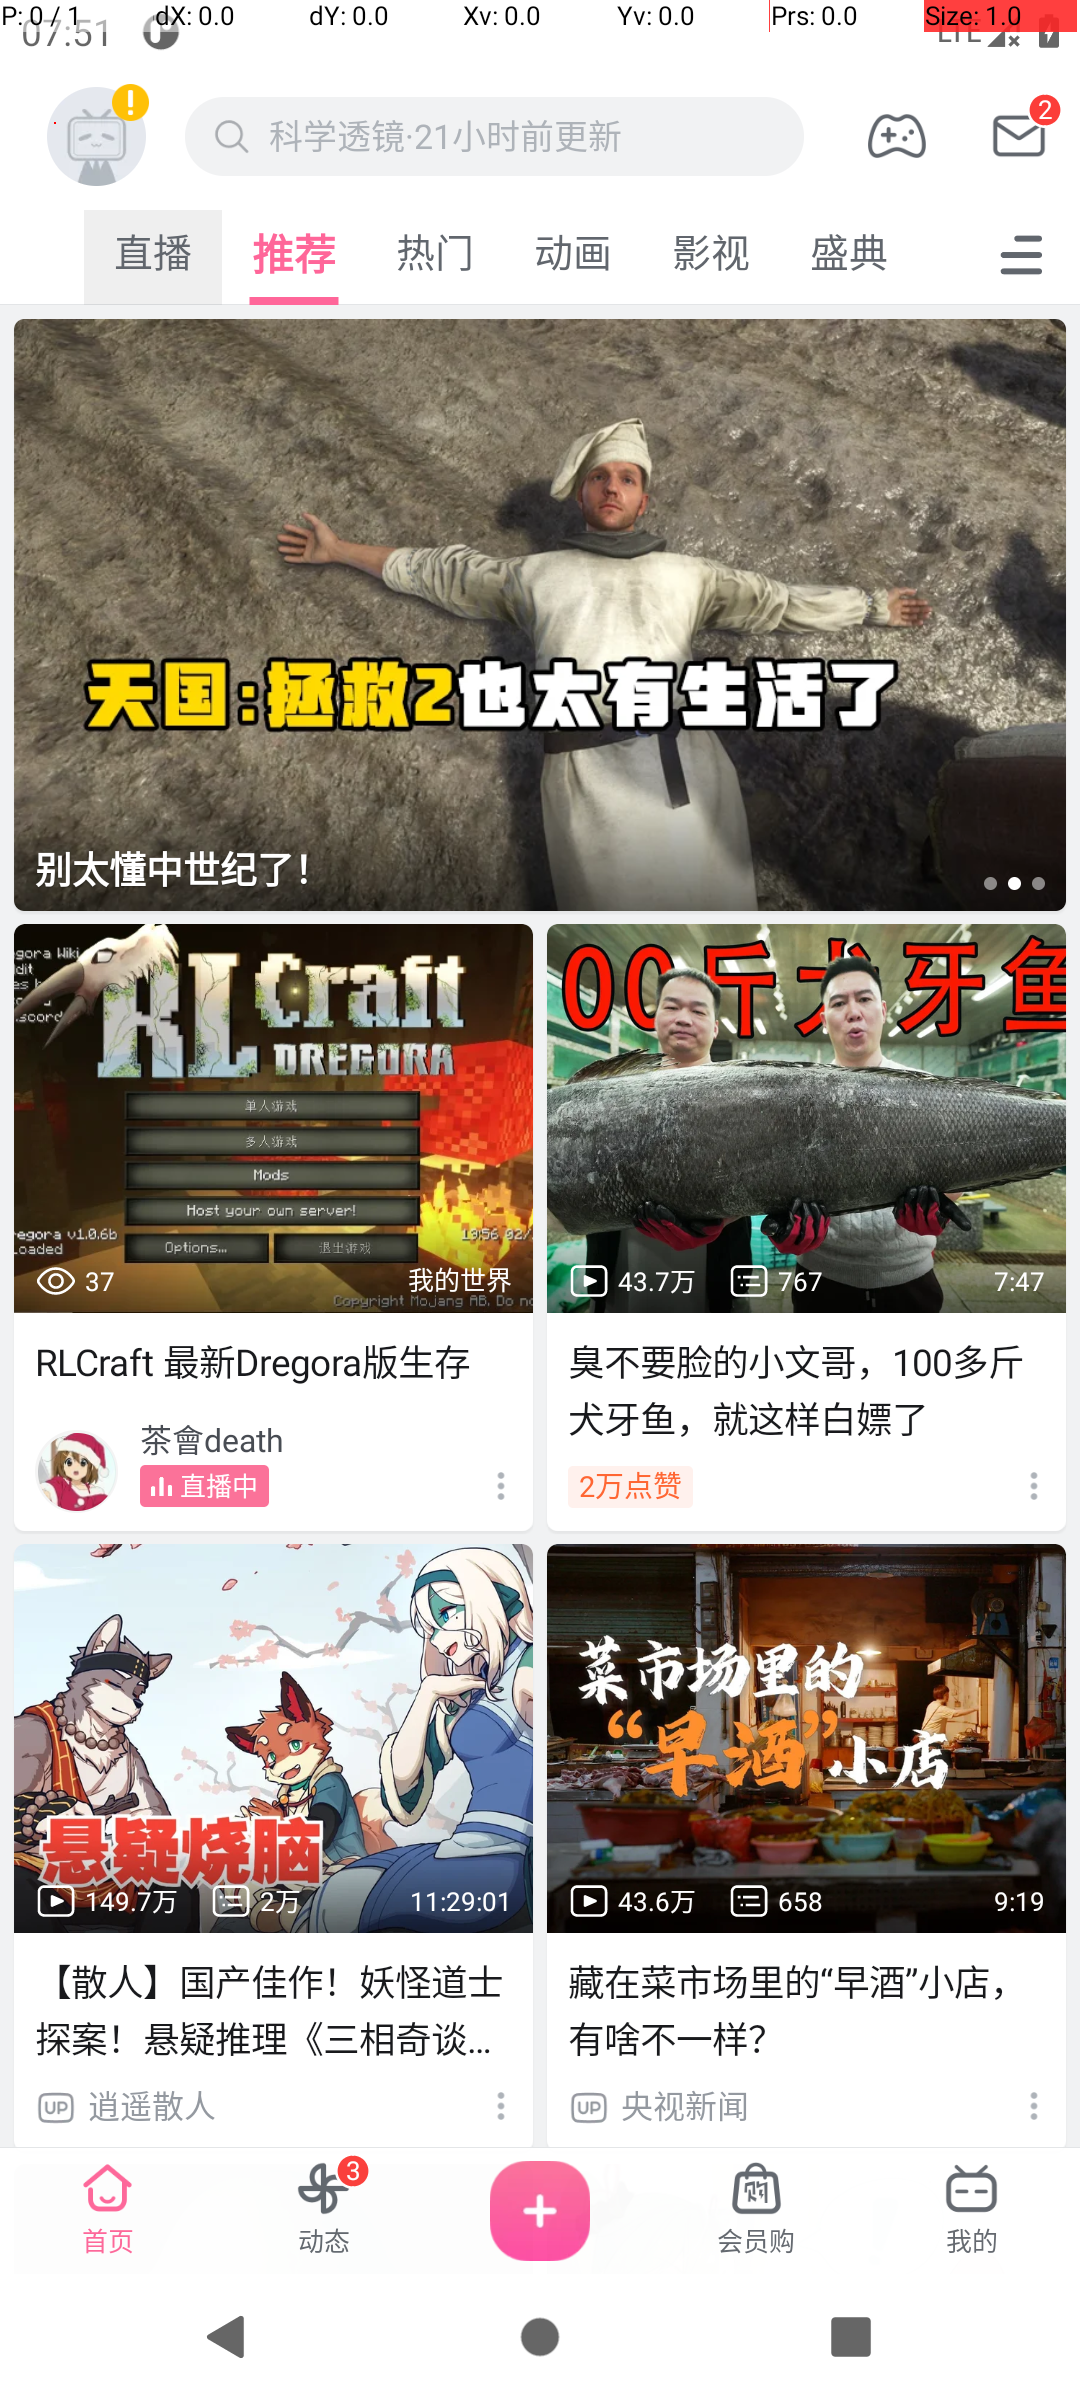 P: 0 / 1 dX: 0.0 dY: 0.0 Xv: 0.0 Yv: 0.0 Prs: 0.0 Size: 1.0
07:51 LTE
科学透镜·21小时前更新
2
直播 推荐 热门 动画 影视 盛典
天国:拯救2也太有生活了
别太懂中世纪了！
RLCraft
DREGORA
单人游戏
多人游戏
Mods
Host your own server!
Options... 退出游戏
Copyright Mojang AB. Do no
37 我的世界
RLCraft 最新Dregora版生存
茶會death
直播中
00斤犬牙鱼
43.7万 767 7:47
臭不要脸的小文哥，100多斤
犬牙鱼，就这样白嫖了
2万点赞
悬疑烧脑
149.7万 2万 11:29:01
【散人】国产佳作！妖怪道士
探案！悬疑推理《三相奇谈...
UP 逍遥散人
菜市场里的
“早酒”小店
43.6万 658 9:19
藏在菜市场里的“早酒”小店，
有啥不一样？
UP 央视新闻
首页
3
动态
会员购
我的